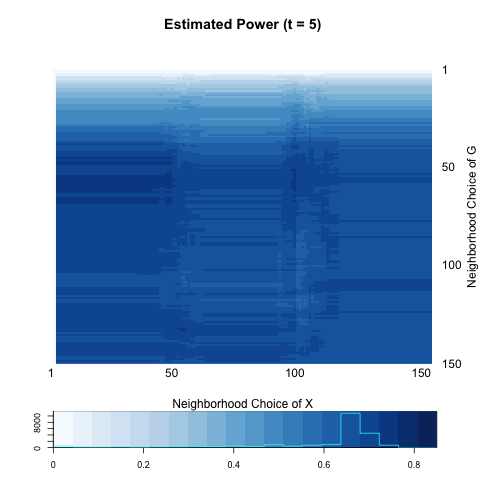 Estimated Power (t = 5)
1
50
100
150
Neighborhood Choice of G
1 50 100 150
Neighborhood Choice of X
0 8000
0 0.2 0.4 0.6 0.8